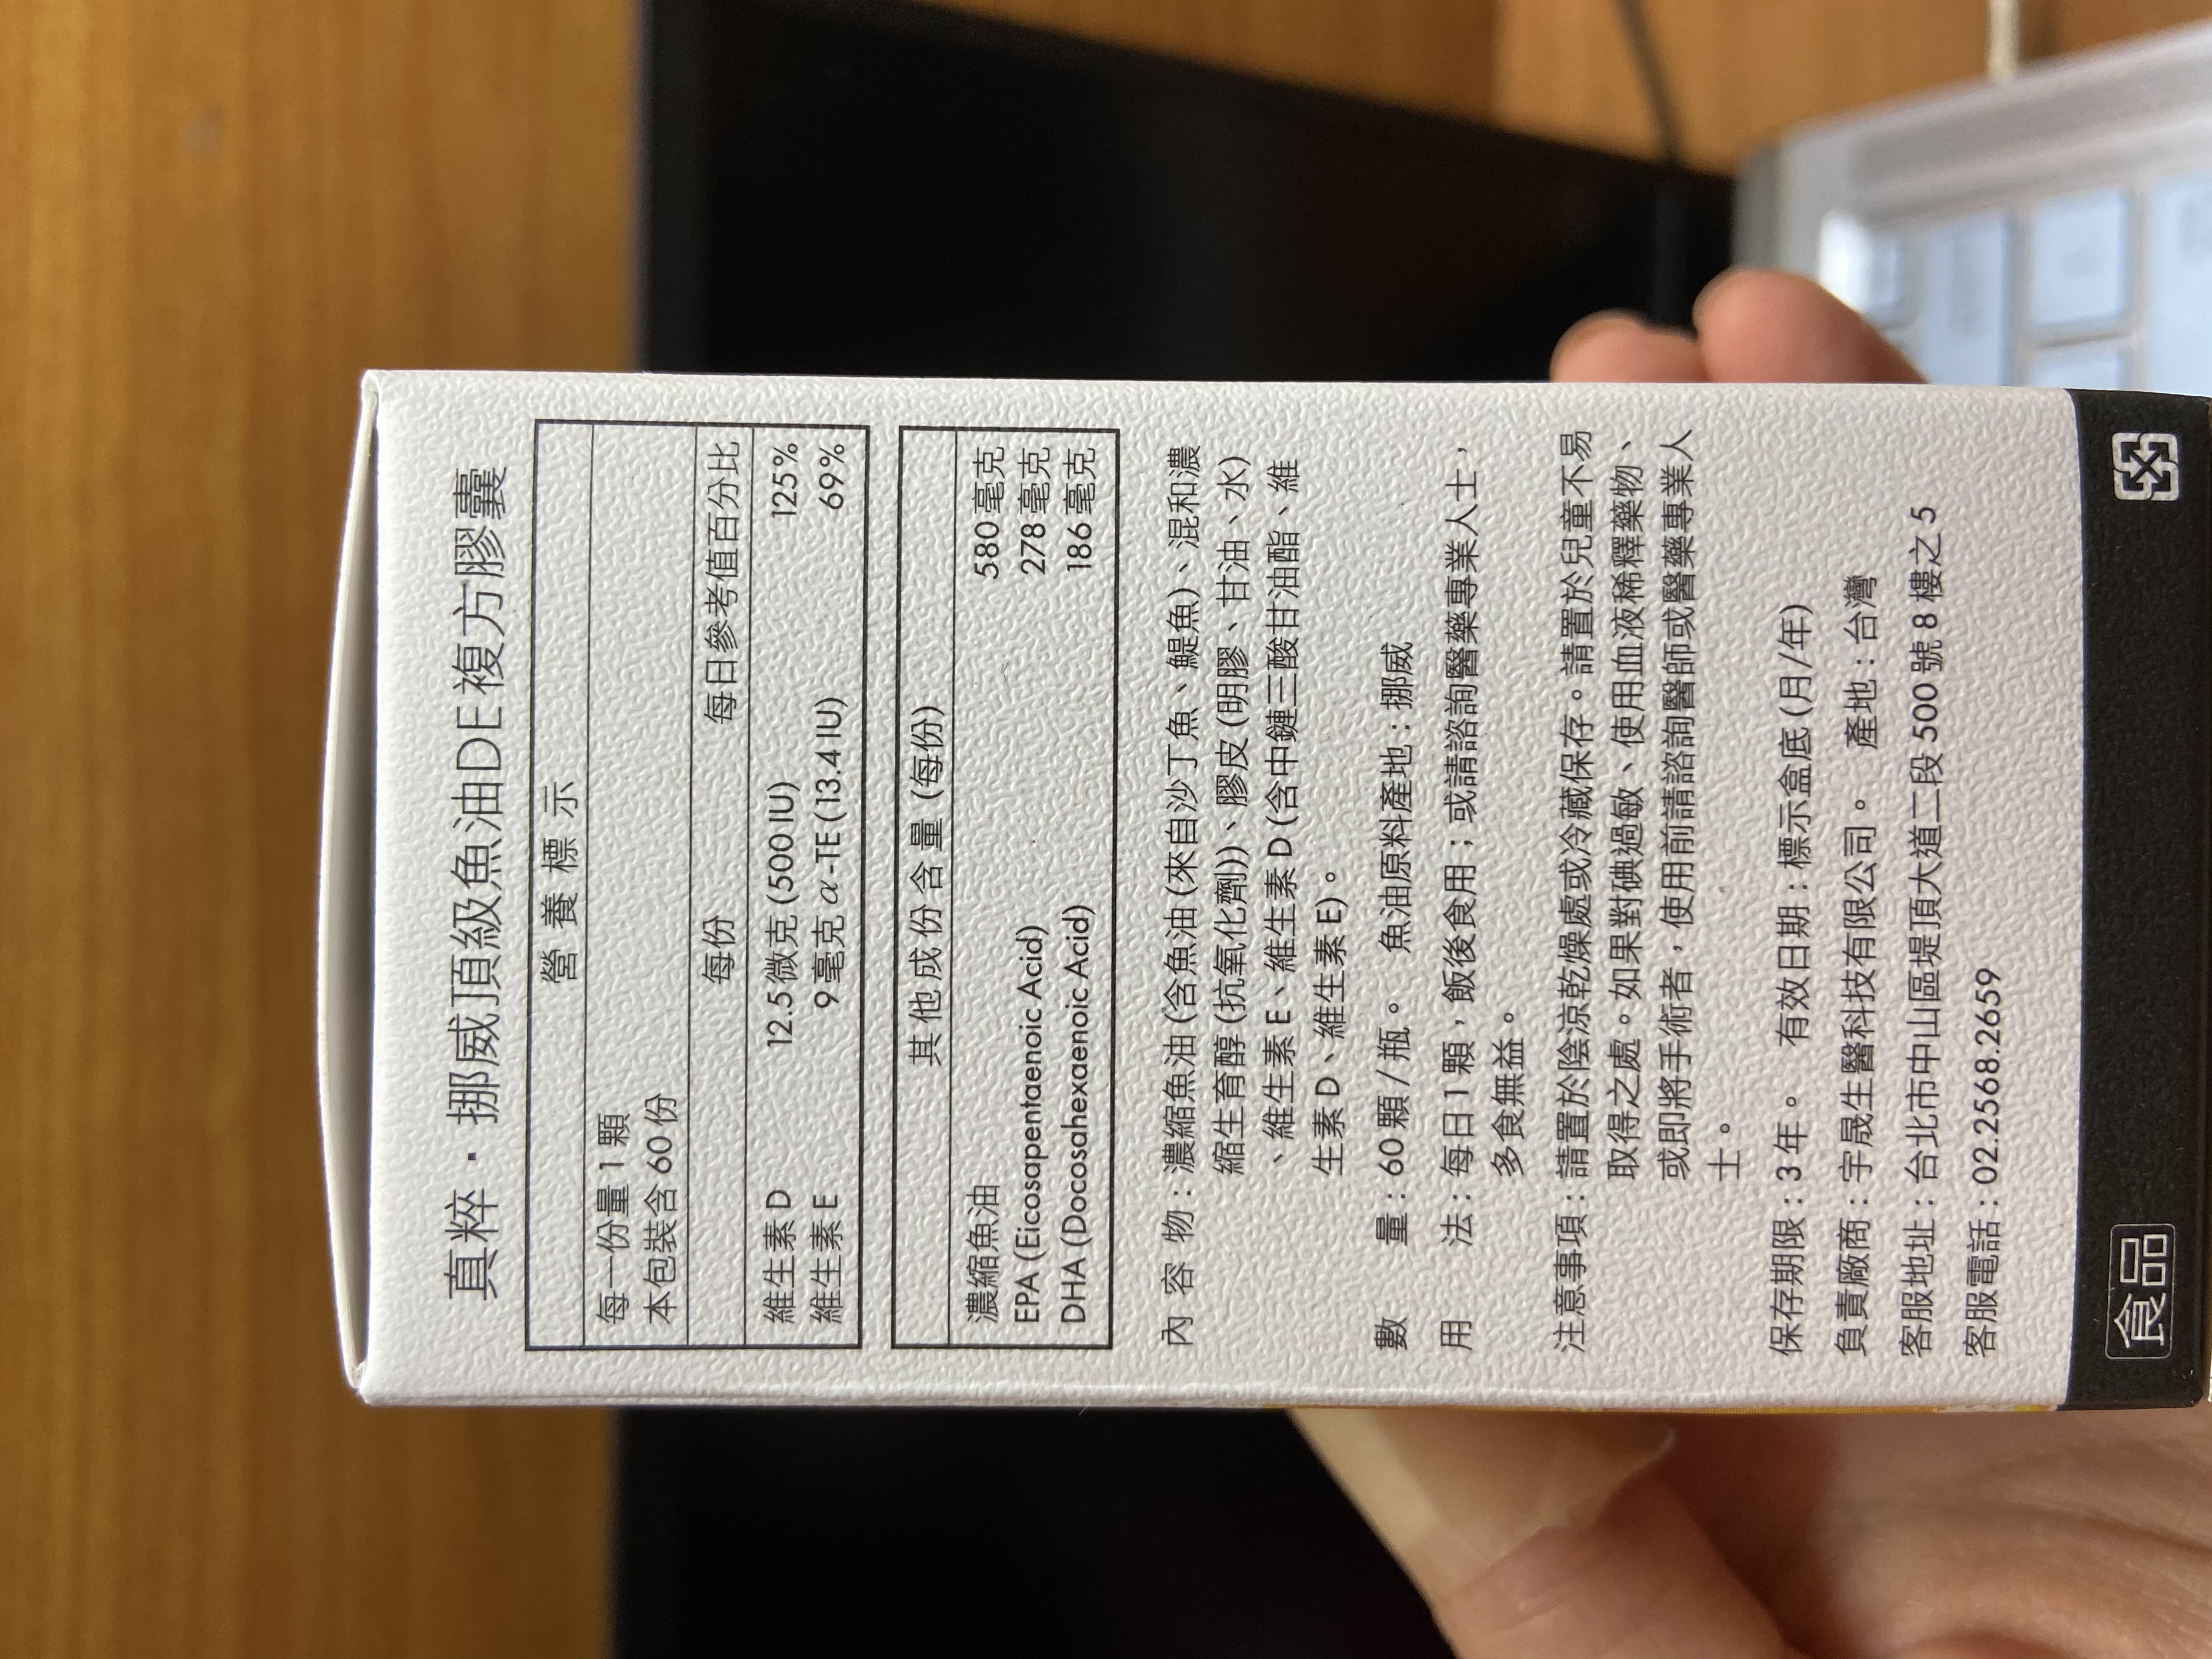 真粹・挪威頂級魚油DE複方膠囊
營養標示
每一份量 1 顆
本包裝含 60 份
每份 每日參考值百分比
維生素 D 12.5 微克 (500 IU) 125%
維生素 E 9 毫克 α-TE (13.4 IU) 69%
其他成份含量 (每份)
濃縮魚油 580 毫克
EPA (Eicosapentaenoic Acid) 278 毫克
DHA (Docosahexaenoic Acid) 186 毫克
內容物：濃縮魚油 (含魚油 (來自沙丁魚、鯷魚)、混和濃
縮生育醇 (抗氧化劑))、膠皮 (明膠、甘油、水)
、維生素 E、維生素 D (含中鏈三酸甘油酯、維
生素 D、維生素 E)。
數量：60 顆 / 瓶。 魚油原料產地：挪威
用法：每日 1 顆，飯後食用；或請諮詢醫藥專業人士，
多食無益。
注意事項：請置於陰涼乾燥處或冷藏保存。請置於兒童不易
取得之處。如果對碘過敏、使用血液稀釋藥物、
或即將手術者，使用前請諮詢醫師或醫藥專業人
士。
保存期限：3 年。 有效日期：標示盒底 (月/年)
負責廠商：宇晟生醫科技有限公司。 產地：台灣
客服地址：台北市中山區堤頂大道二段 500 號 8 樓之 5
客服電話：02.2568.2659
食品